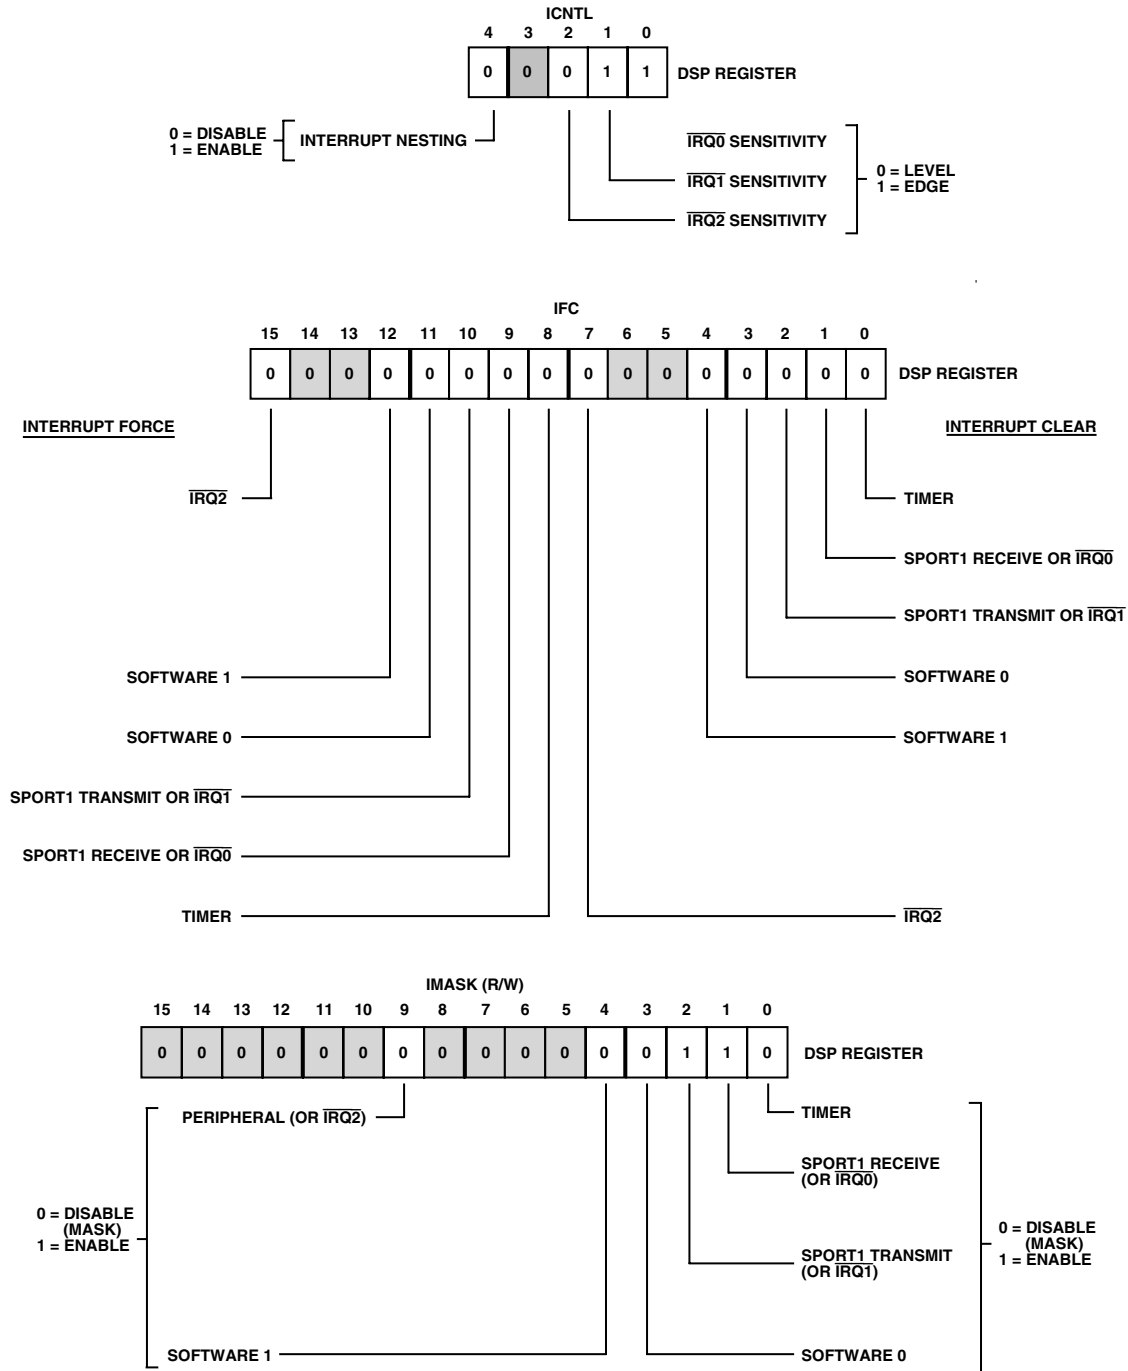 ICNTL
4 3 2 1 0
0 0 0 1 1 DSP REGISTER
0 = DISABLE
1 = ENABLE
INTERRUPT NESTING
IRQ0 SENSITIVITY
IRQ1 SENSITIVITY
IRQ2 SENSITIVITY
0 = LEVEL
1 = EDGE
IFC
15 14 13 12 11 10 9 8 7 6 5 4 3 2 1 0
0 0 0 0 0 0 0 0 0 0 0 0 0 0 0 0 DSP REGISTER
INTERRUPT FORCE
INTERRUPT CLEAR
IRQ2
TIMER
SPORT1 RECEIVE OR IRQ0
SPORT1 TRANSMIT OR IRQ1
SOFTWARE 1
SOFTWARE 0
SOFTWARE 0
SOFTWARE 1
SPORT1 TRANSMIT OR IRQ1
SPORT1 RECEIVE OR IRQ0
TIMER
IRQ2
IMASK (R/W)
15 14 13 12 11 10 9 8 7 6 5 4 3 2 1 0
0 0 0 0 0 0 0 0 0 0 0 0 0 1 1 0 DSP REGISTER
PERIPHERAL (OR IRQ2)
TIMER
SPORT1 RECEIVE
(OR IRQ0)
0 = DISABLE
(MASK)
1 = ENABLE
0 = DISABLE
(MASK)
1 = ENABLE
SPORT1 TRANSMIT
(OR IRQ1)
SOFTWARE 1
SOFTWARE 0